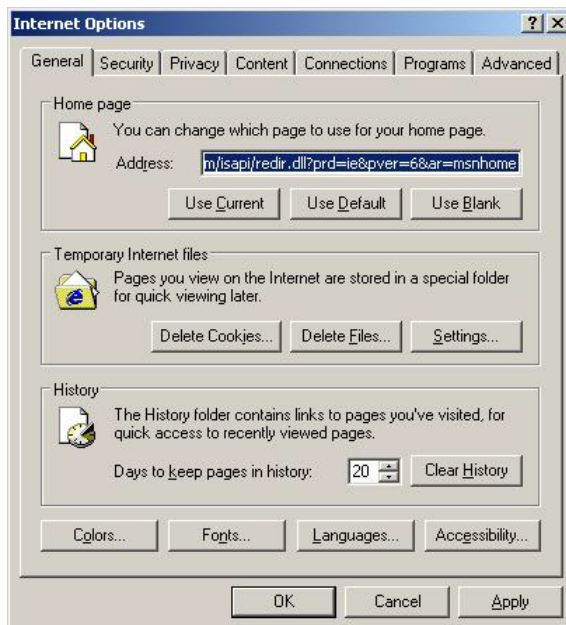 Internet Options
General Security Privacy Content Connections Programs Advanced
Home page
You can change which page to use for your home page.
Address: m/isapi/redir.dll?prd=ie&pver=6&ar=msnhome
Use Current Use Default Use Blank
Temporary Internet files
Pages you view on the Internet are stored in a special folder
for quick viewing later.
Delete Cookies... Delete Files... Settings...
History
The History folder contains links to pages you've visited, for
quick access to recently viewed pages.
Days to keep pages in history: 20 Clear History
Colors... Fonts... Languages... Accessibility...
OK Cancel Apply